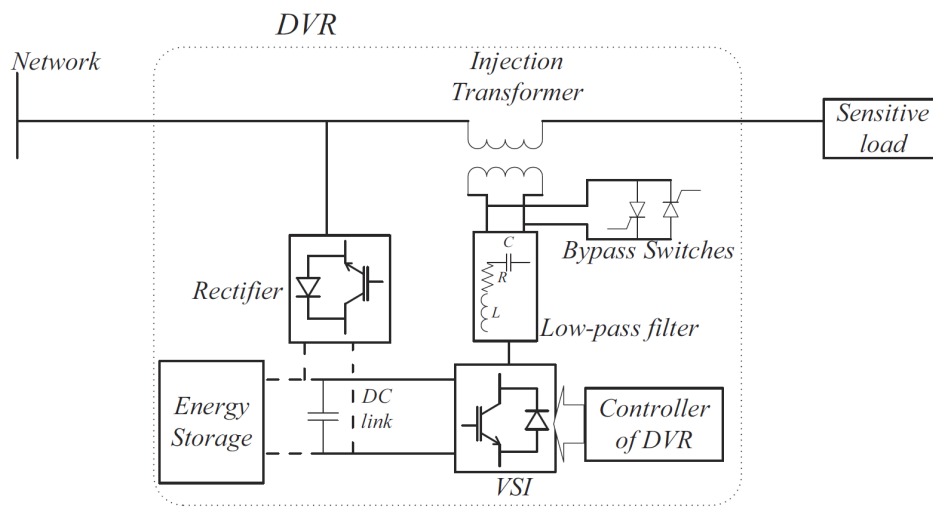 DVR
Network
Injection
Transformer
Sensitive
load
C
R
L
Bypass Switches
Rectifier
Low-pass filter
Energy
Storage
DC
link
Controller
of DVR
VSI